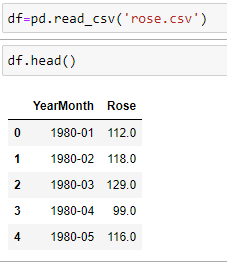 df=pd.read_csv('rose.csv')
df.head()
YearMonth Rose
0 1980-01 112.0
1 1980-02 118.0
2 1980-03 129.0
3 1980-04 99.0
4 1980-05 116.0